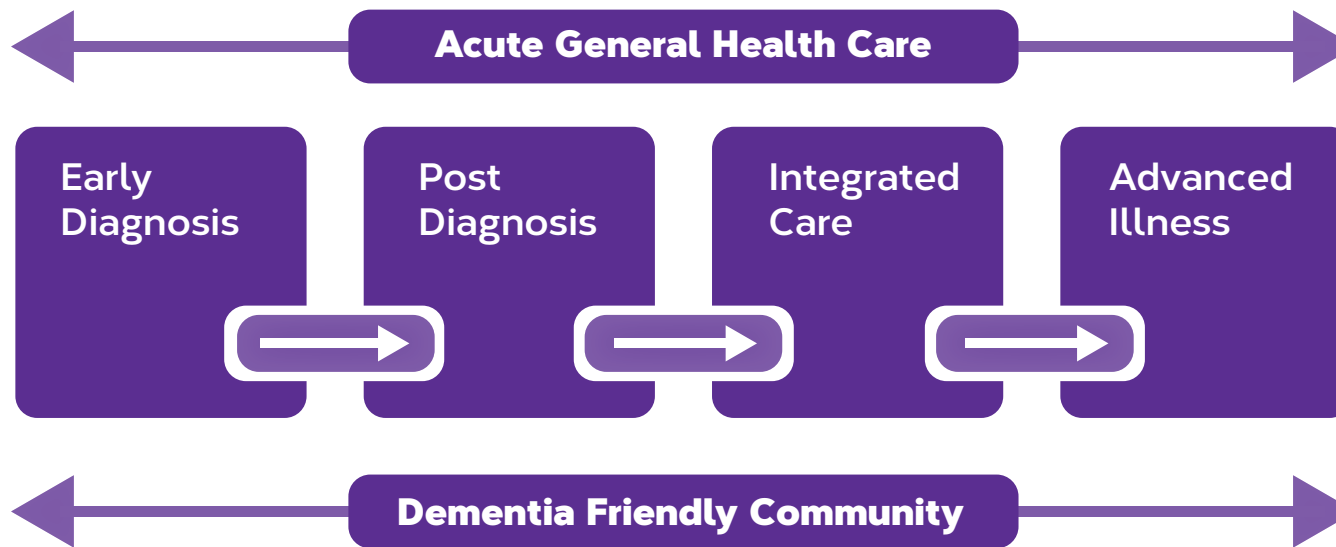 Acute General Health Care
Early
Diagnosis
Post
Diagnosis
Integrated
Care
Advanced
Illness
Dementia Friendly Community